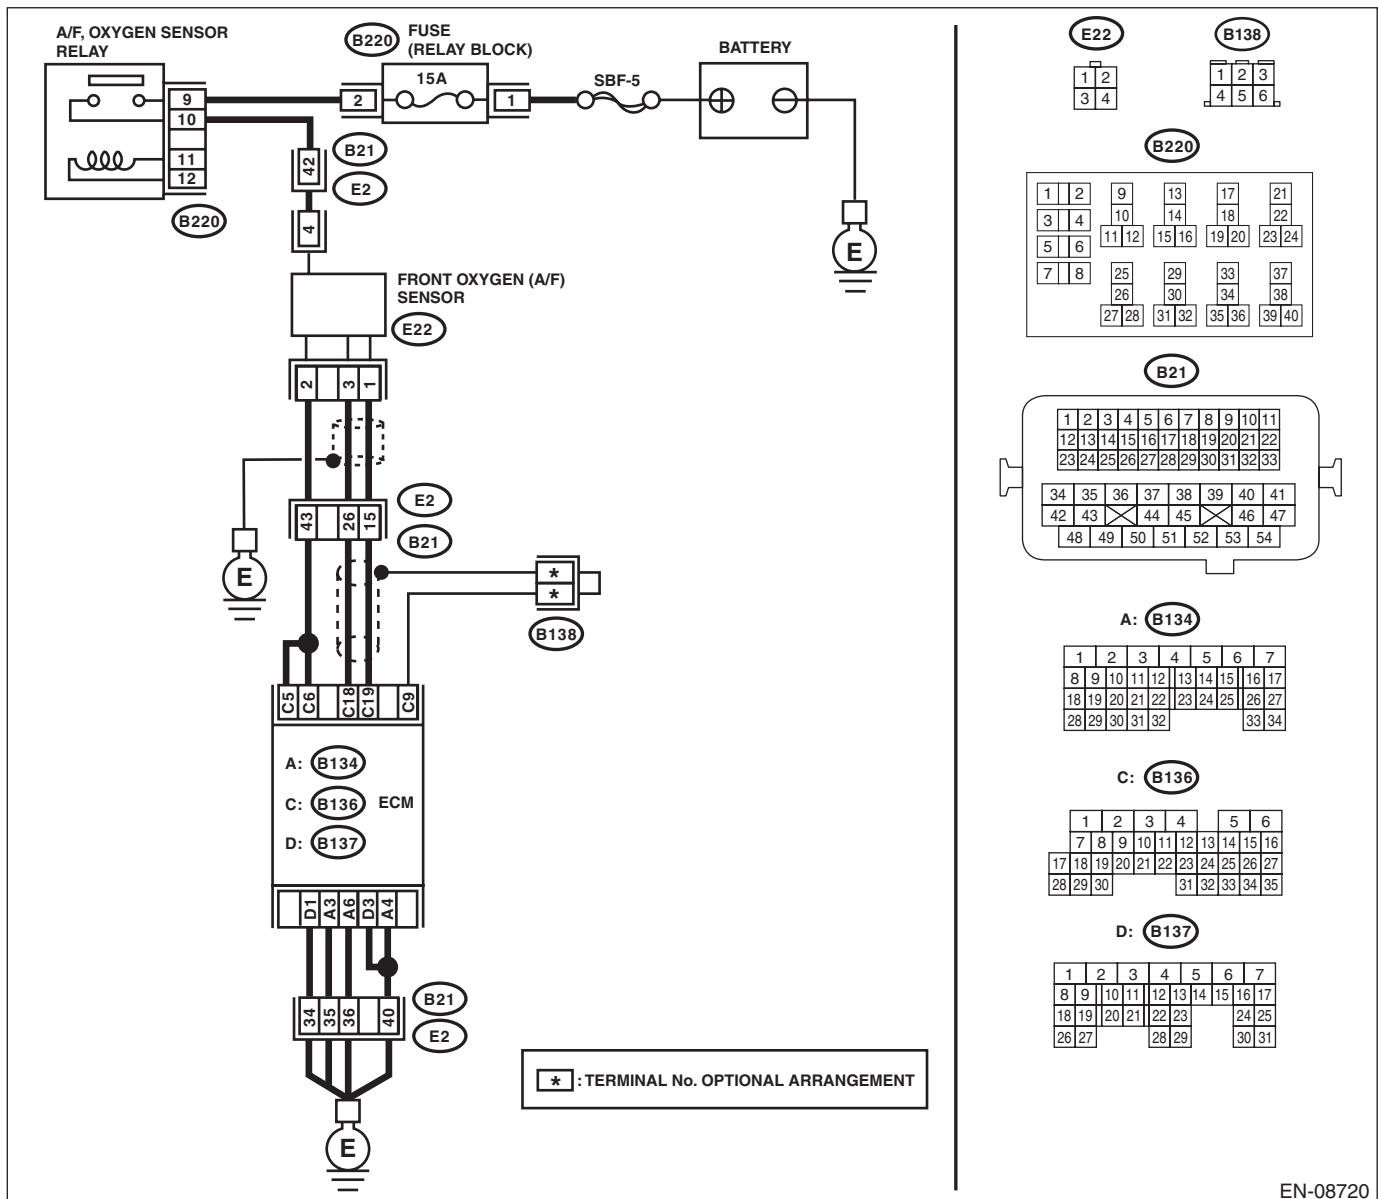 A/F, OXYGEN SENSOR
RELAY
9
10
11
12
B220
B220
FUSE
(RELAY BLOCK)
2
15A
1
SBF-5
BATTERY
E
42
B21
E2
4
FRONT OXYGEN (A/F)
SENSOR
E22
2 3 1
E2
43 26 15
B21
E
*
*
B138
C5 C6 C18 C19 C9
A: B134
C: B136 ECM
D: B137
D1 A3 A6 D3 A4
B21
34 35 36 40
E2
E
* : TERMINAL No. OPTIONAL ARRANGEMENT
E22
1 2
3 4
B138
1 2 3
4 5 6
B220
1 2 9 13 17 21
3 4 10 14 18 22
11 12 15 16 19 20 23 24
5 6
7 8 25 29 33 37
26 30 34 38
27 28 31 32 35 36 39 40
B21
1 2 3 4 5 6 7 8 9 10 11
12 13 14 15 16 17 18 19 20 21 22
23 24 25 26 27 28 29 30 31 32 33
34 35 36 37 38 39 40 41
42 43 44 45 46 47
48 49 50 51 52 53 54
A: B134
1 2 3 4 5 6 7
8 9 10 11 12 13 14 15 16 17
18 19 20 21 22 23 24 25 26 27
28 29 30 31 32 33 34
C: B136
1 2 3 4 5 6
7 8 9 10 11 12 13 14 15 16
17 18 19 20 21 22 23 24 25 26 27
28 29 30 31 32 33 34 35
D: B137
1 2 3 4 5 6 7
8 9 10 11 12 13 14 15 16 17
18 19 20 21 22 23 24 25
26 27 28 29 30 31
EN-08720